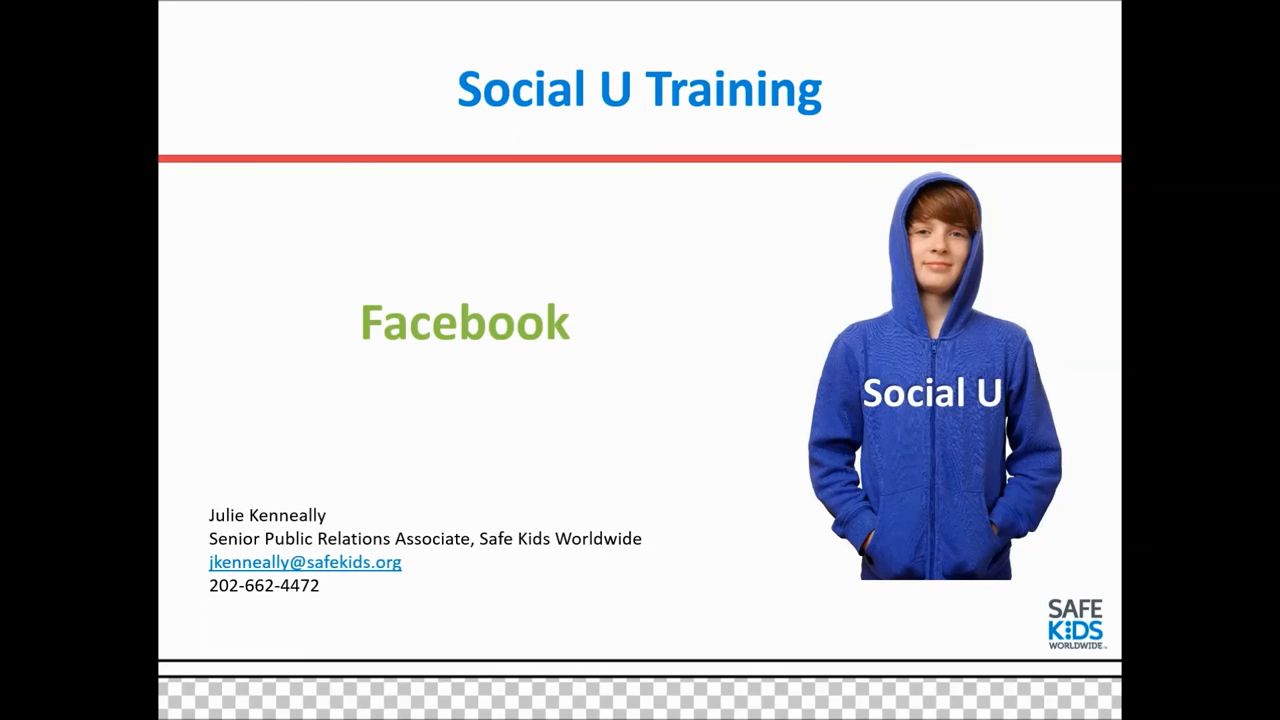 Social U Training
Facebook
Social U
Julie Kenneally
Senior Public Relations Associate, Safe Kids Worldwide
jkenneally@safekids.org
202-662-4472
SAFE
KIDS
WORLDWIDE™